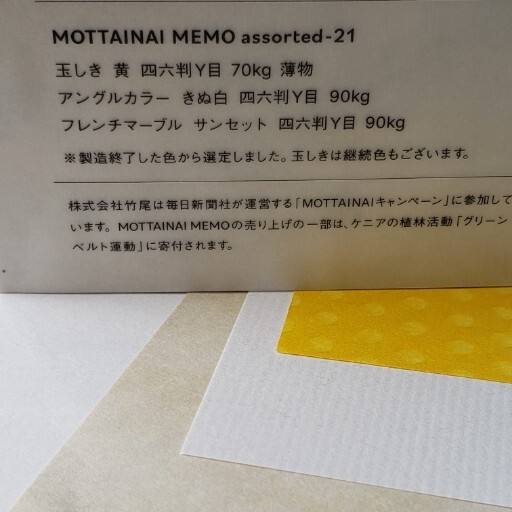 MOTTAINAI MEMO assorted-21
玉しき 黄 四六判Y目 70kg 薄物
アングルカラー きぬ白 四六判Y目 90kg
フレンチマーブル サンセット 四六判Y目 90kg
※製造終了した色から選定しました。玉しきは継続色もございます。
株式会社竹尾は毎日新聞社が運営する「MOTTAINAIキャンペーン」に参加して
います。MOTTAINAI MEMOの売り上げの一部は、ケニアの植林活動「グリーン
ベルト運動」に寄付されます。